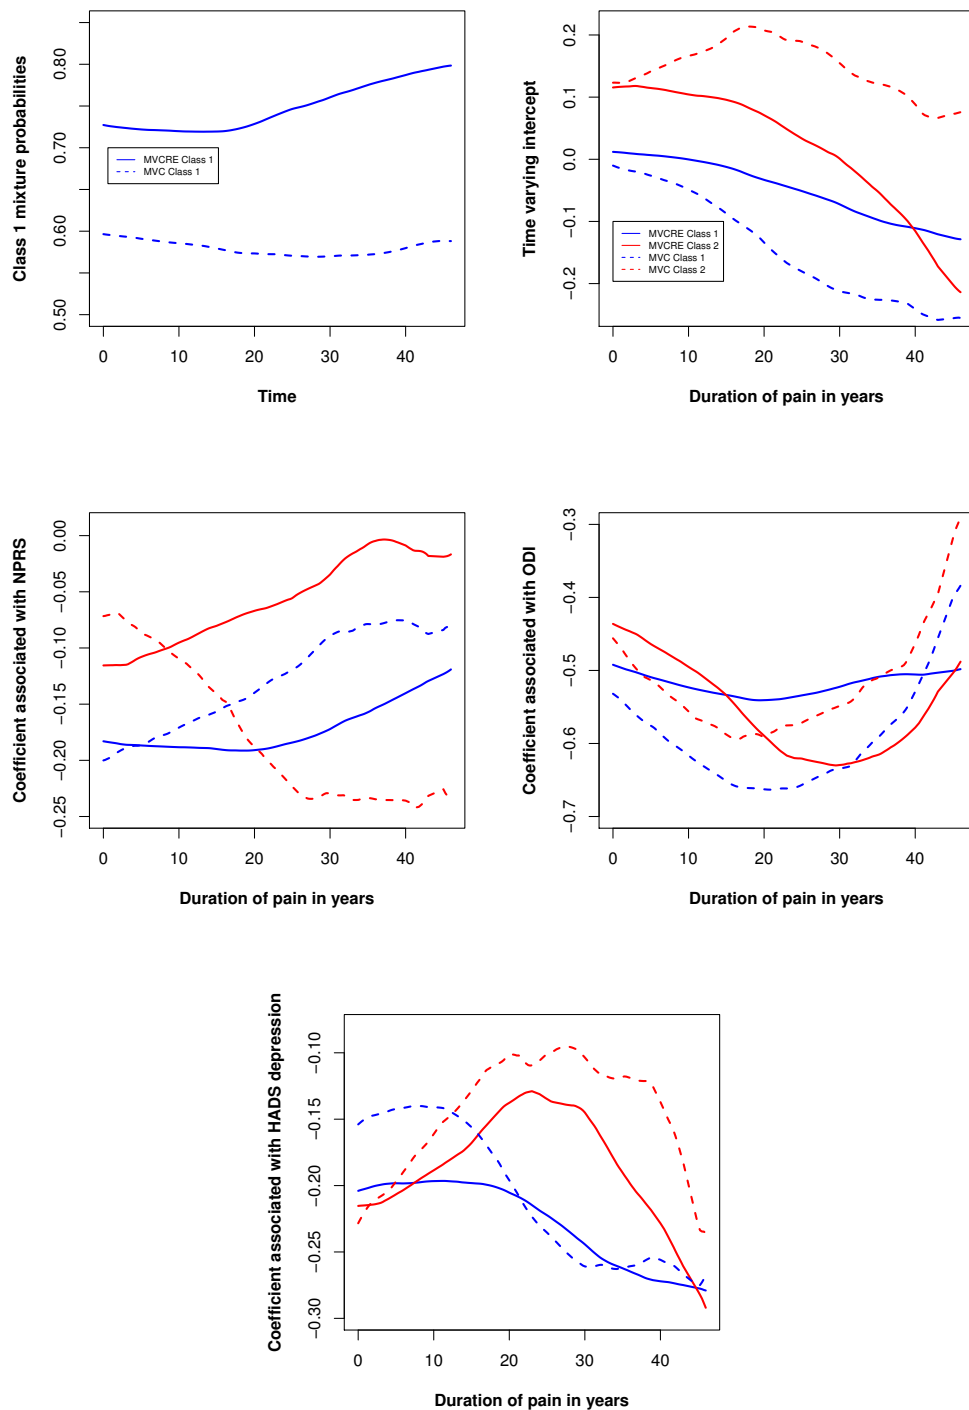 Class 1 mixture probabilities
0.50 0.60 0.70 0.80
MVCRE Class 1
MVC Class 1
0 10 20 30 40
Time
Time varying intercept
−0.2 −0.1 0.0 0.1 0.2
MVCRE Class 1
MVCRE Class 2
MVC Class 1
MVC Class 2
0 10 20 30 40
Duration of pain in years
Coefficient associated with NPRS
−0.25 −0.20 −0.15 −0.10 −0.05 0.00
0 10 20 30 40
Duration of pain in years
Coefficient associated with ODI
−0.7 −0.6 −0.5 −0.4 −0.3
0 10 20 30 40
Duration of pain in years
Coefficient associated with HADS depression
−0.30 −0.25 −0.20 −0.15 −0.10
0 10 20 30 40
Duration of pain in years